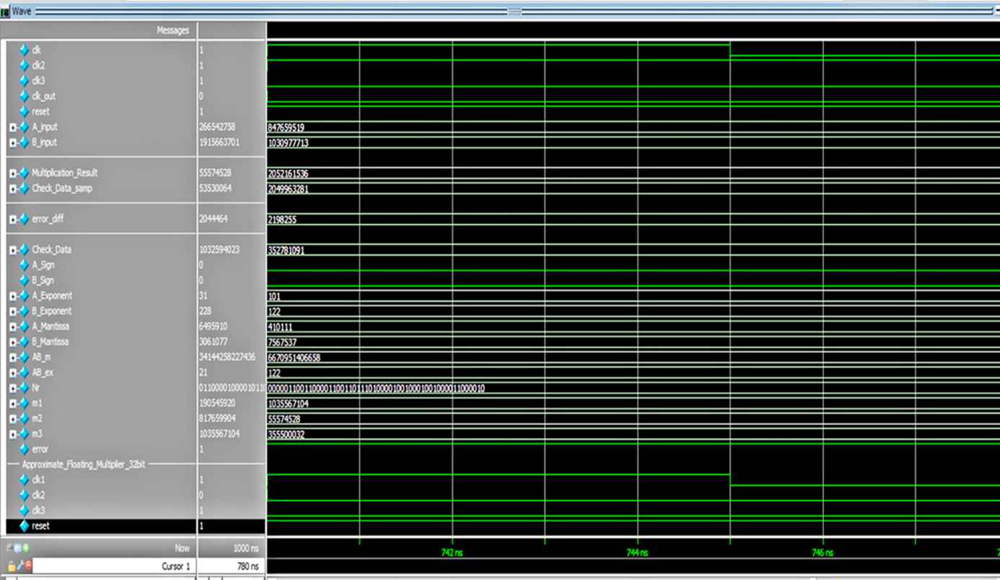 Wave
Messages
clk 1
clk2 1
clk3 1
clk_out 0
reset 1
A_input 266542758 847659519
B_input 1915663701 1030977713
Multiplication_Result 55574528 2052161536
Check_Data_samp 53530064 2049963281
error_diff 2044464 2198255
Check_Data 1032594023 352781091
A_Sign 0
B_Sign 0
A_Exponent 31 101
B_Exponent 228 122
A_Mantissa 6495910 410111
B_Mantissa 3061077 7567537
AB_m 34144258227436 6670951406658
AB_ex 21 122
Nr
m1 190545920 1035567104
m2 817659904 55574528
m3 1035567104 355500032
error 1
Approximate_Floating_Multiplier_32bit
clk1 1
clk2 0
clk3 1
reset 1
Now 1000 ns 742 ns 744 ns 746 ns
Cursor 1 780 ns